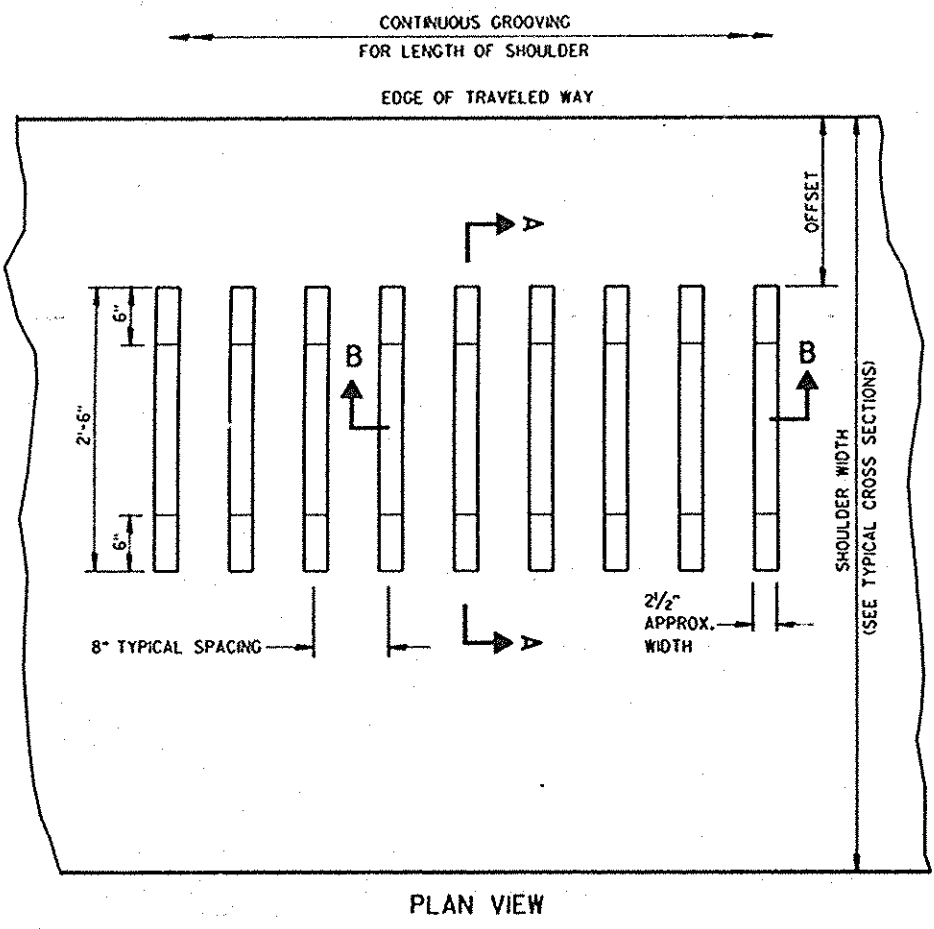 CONTINUOUS GROOVING
FOR LENGTH OF SHOULDER
EDGE OF TRAVELED WAY
OFFSET
A
6"
B
B
2'-6"
SHOULDER WIDTH
(SEE TYPICAL CROSS SECTIONS)
6"
2½"
APPROX.
WIDTH
8" TYPICAL SPACING
A
PLAN VIEW